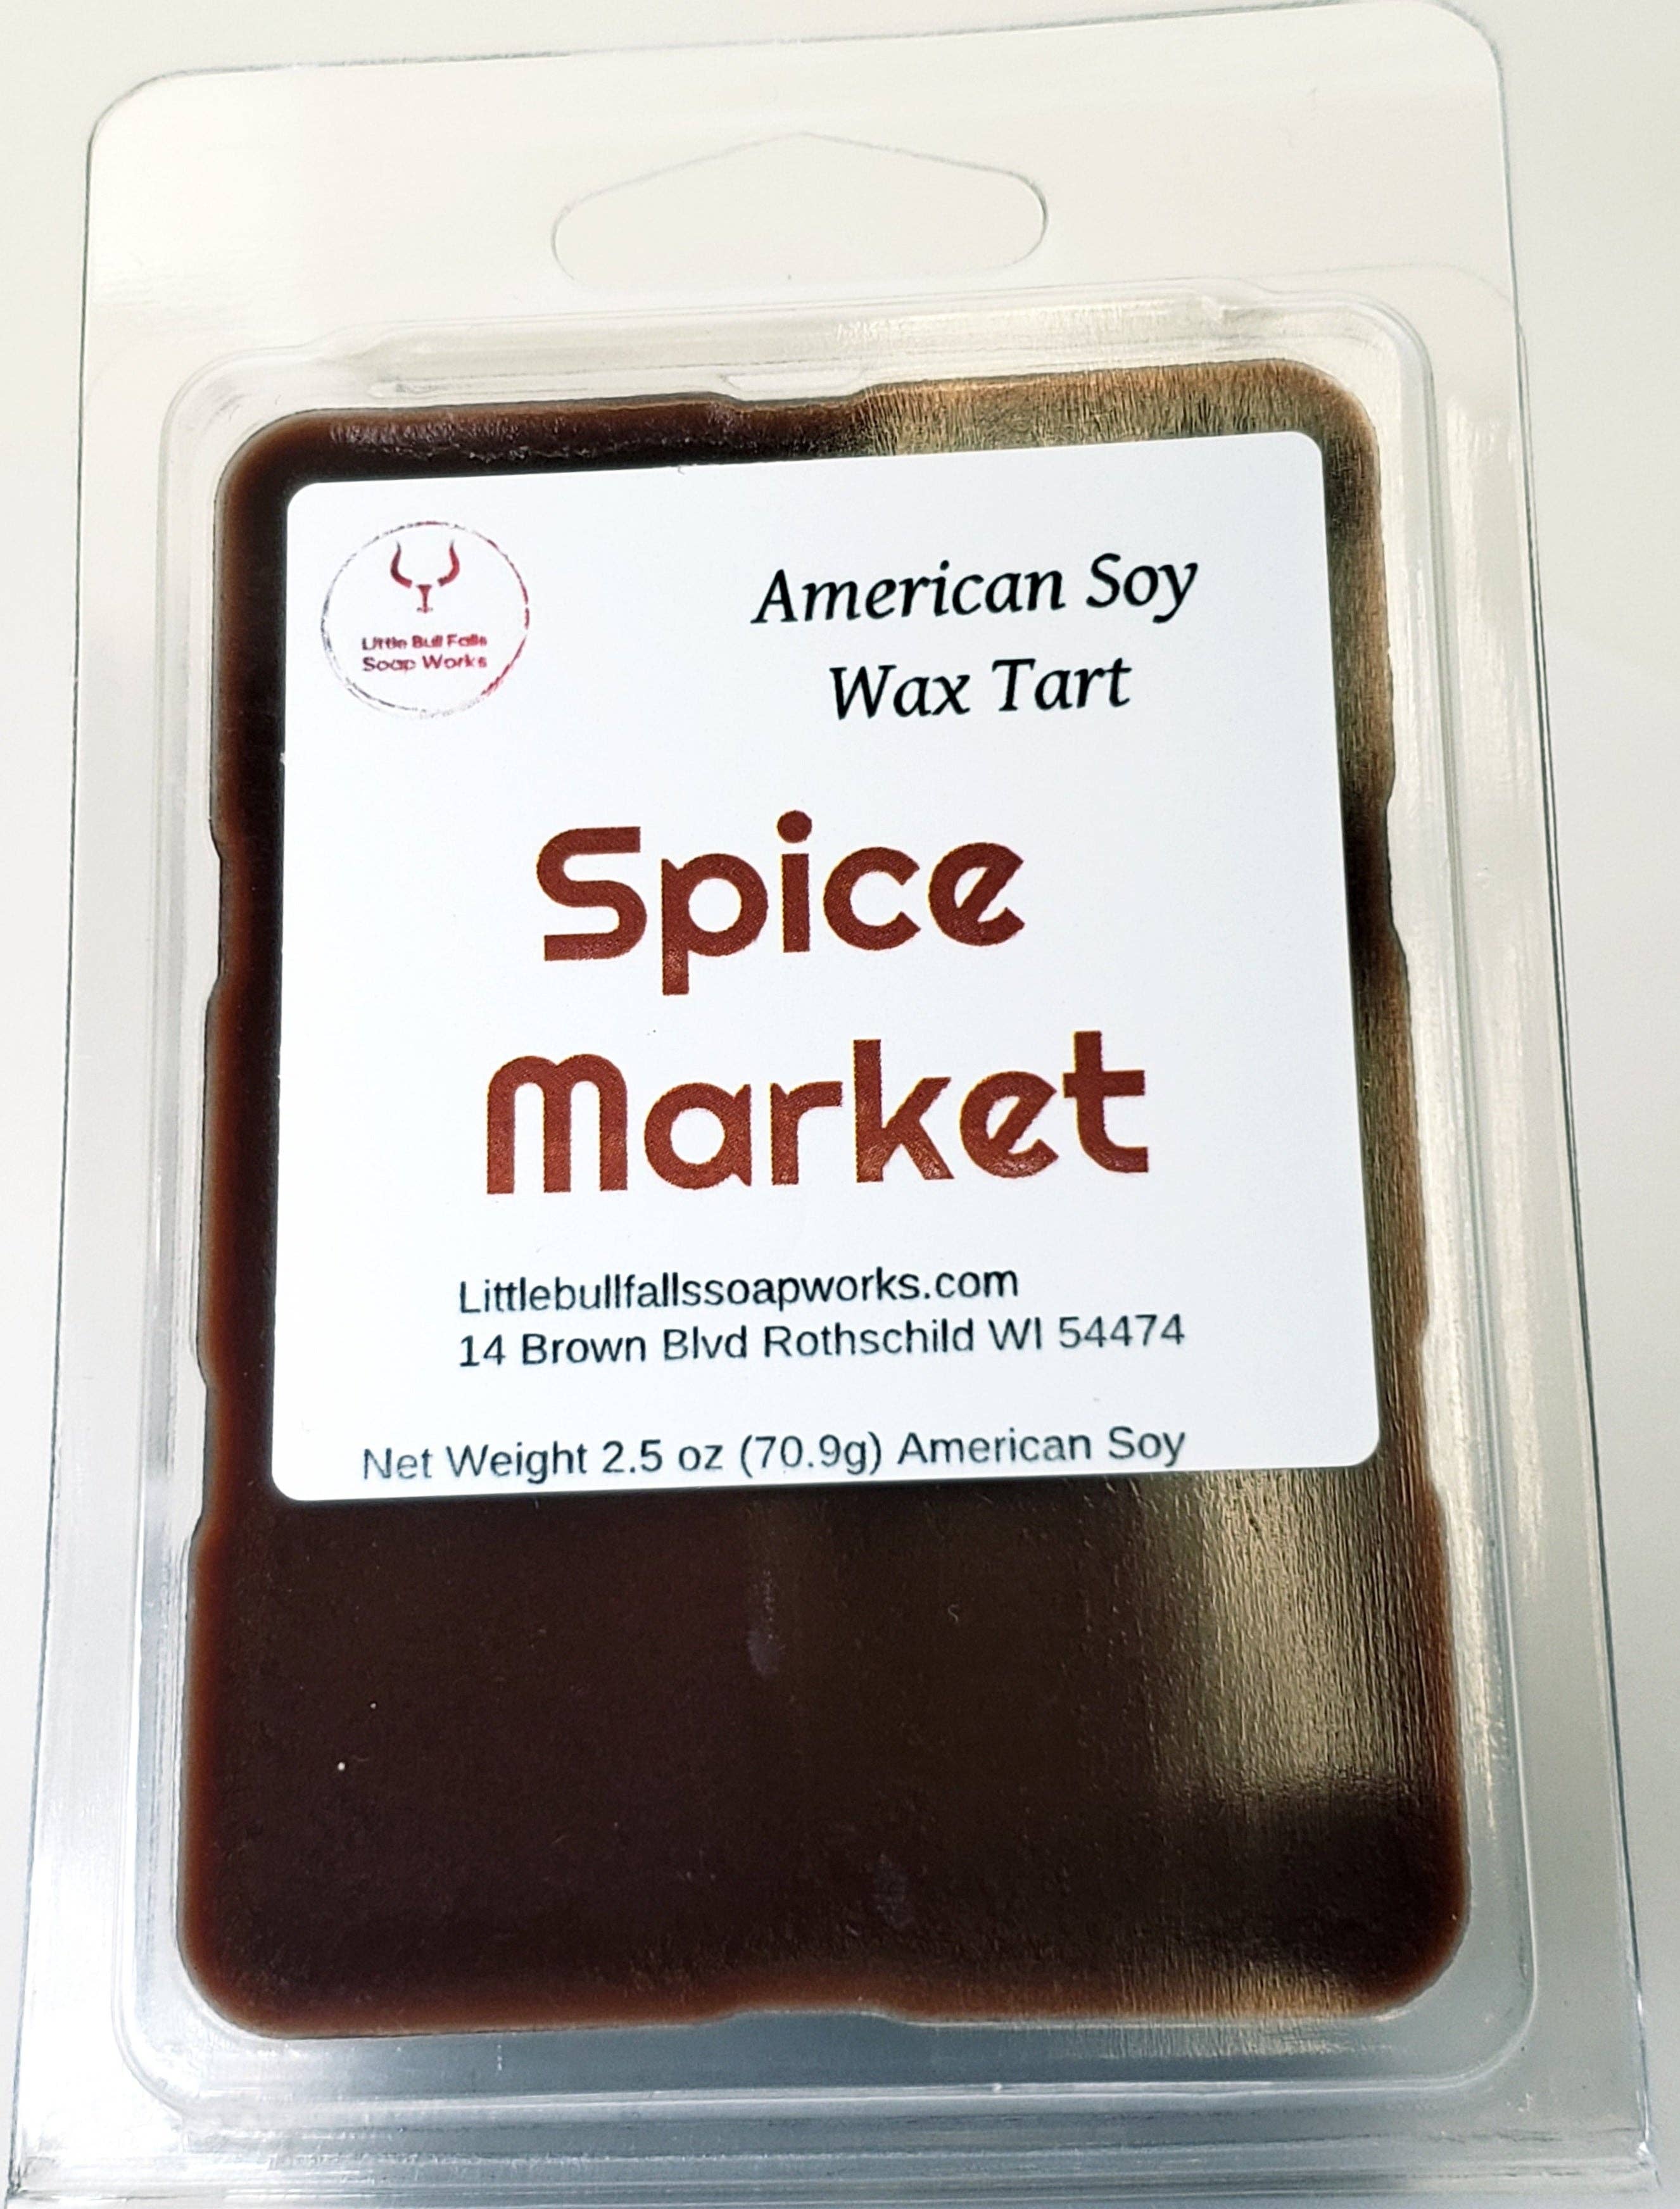 Little Bull Falls
Soap Works
American Soy
Wax Tart
Spice
Market
Littlebullfallssoapworks.com
14 Brown Blvd Rothschild WI 54474
Net Weight 2.5 oz (70.9g) American Soy